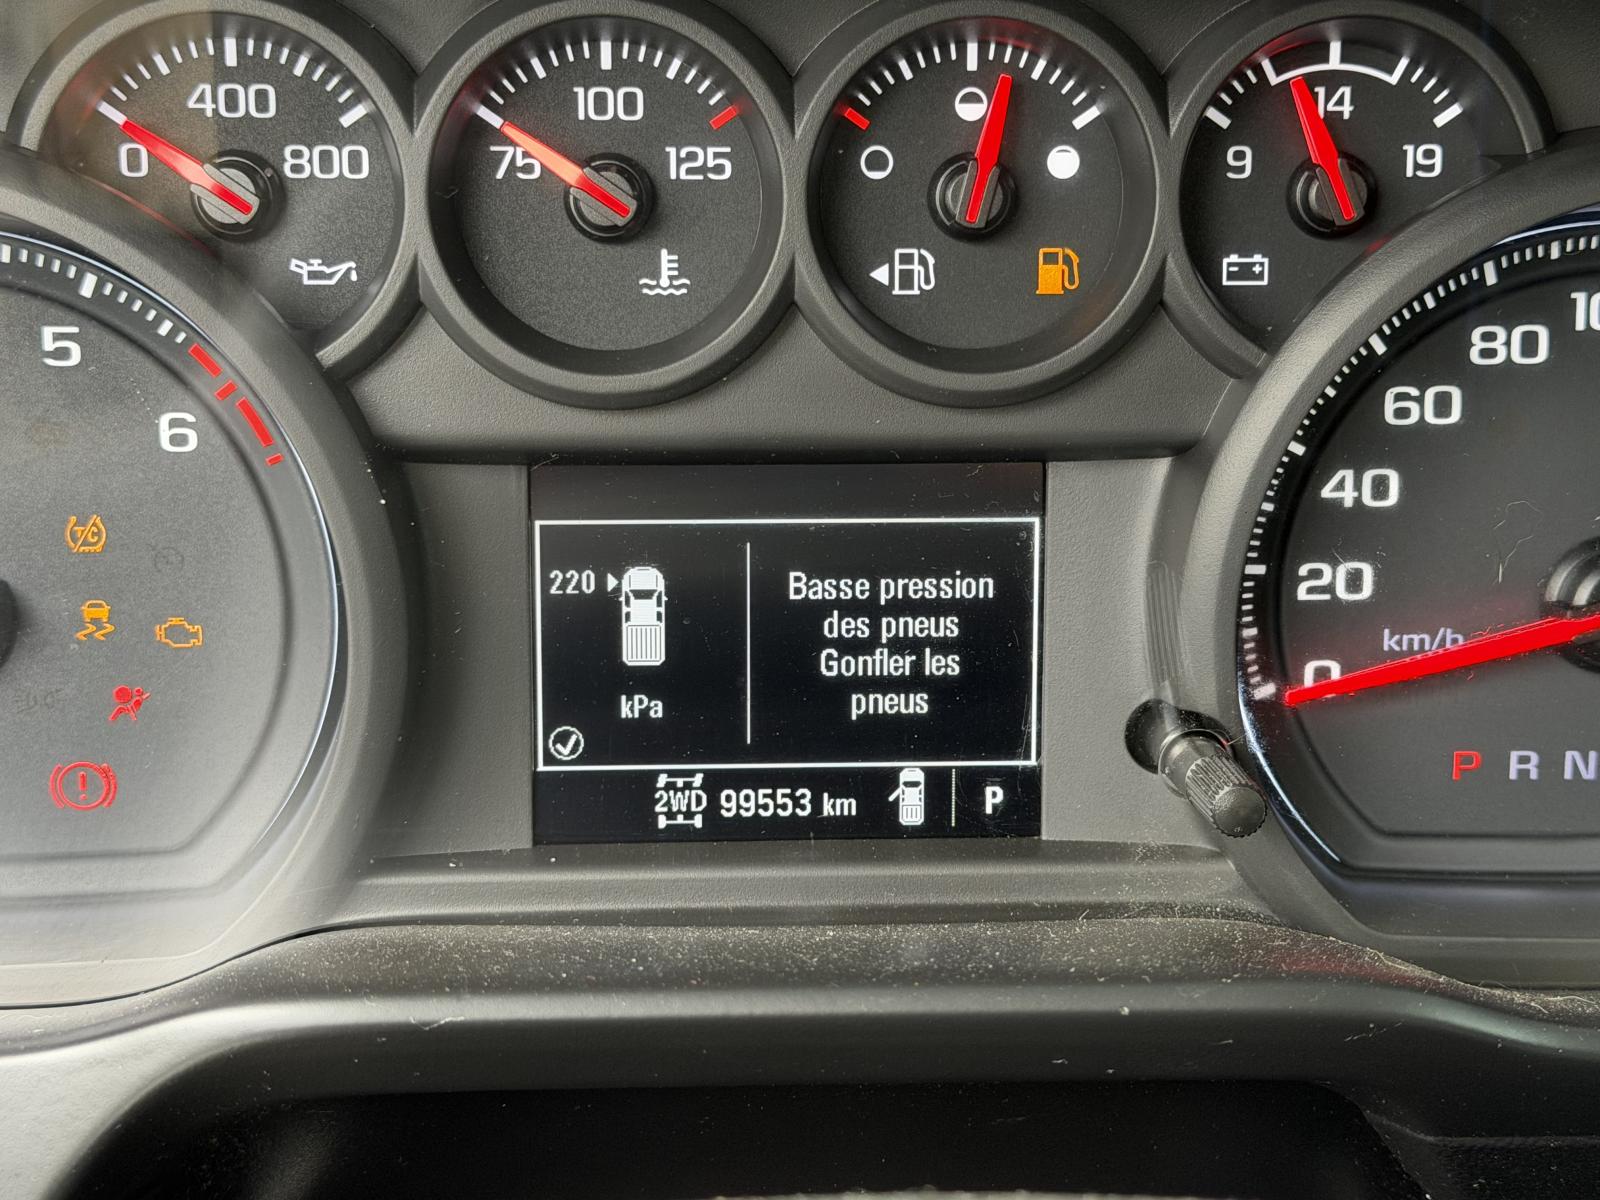 400
0 800
100
75 125
14
9 19
5
6
T/C
80
60
40
20
km/h
0
220
Basse pression
des pneus
Gonfler les
pneus
kPa
2WD 99553 km P
P R N